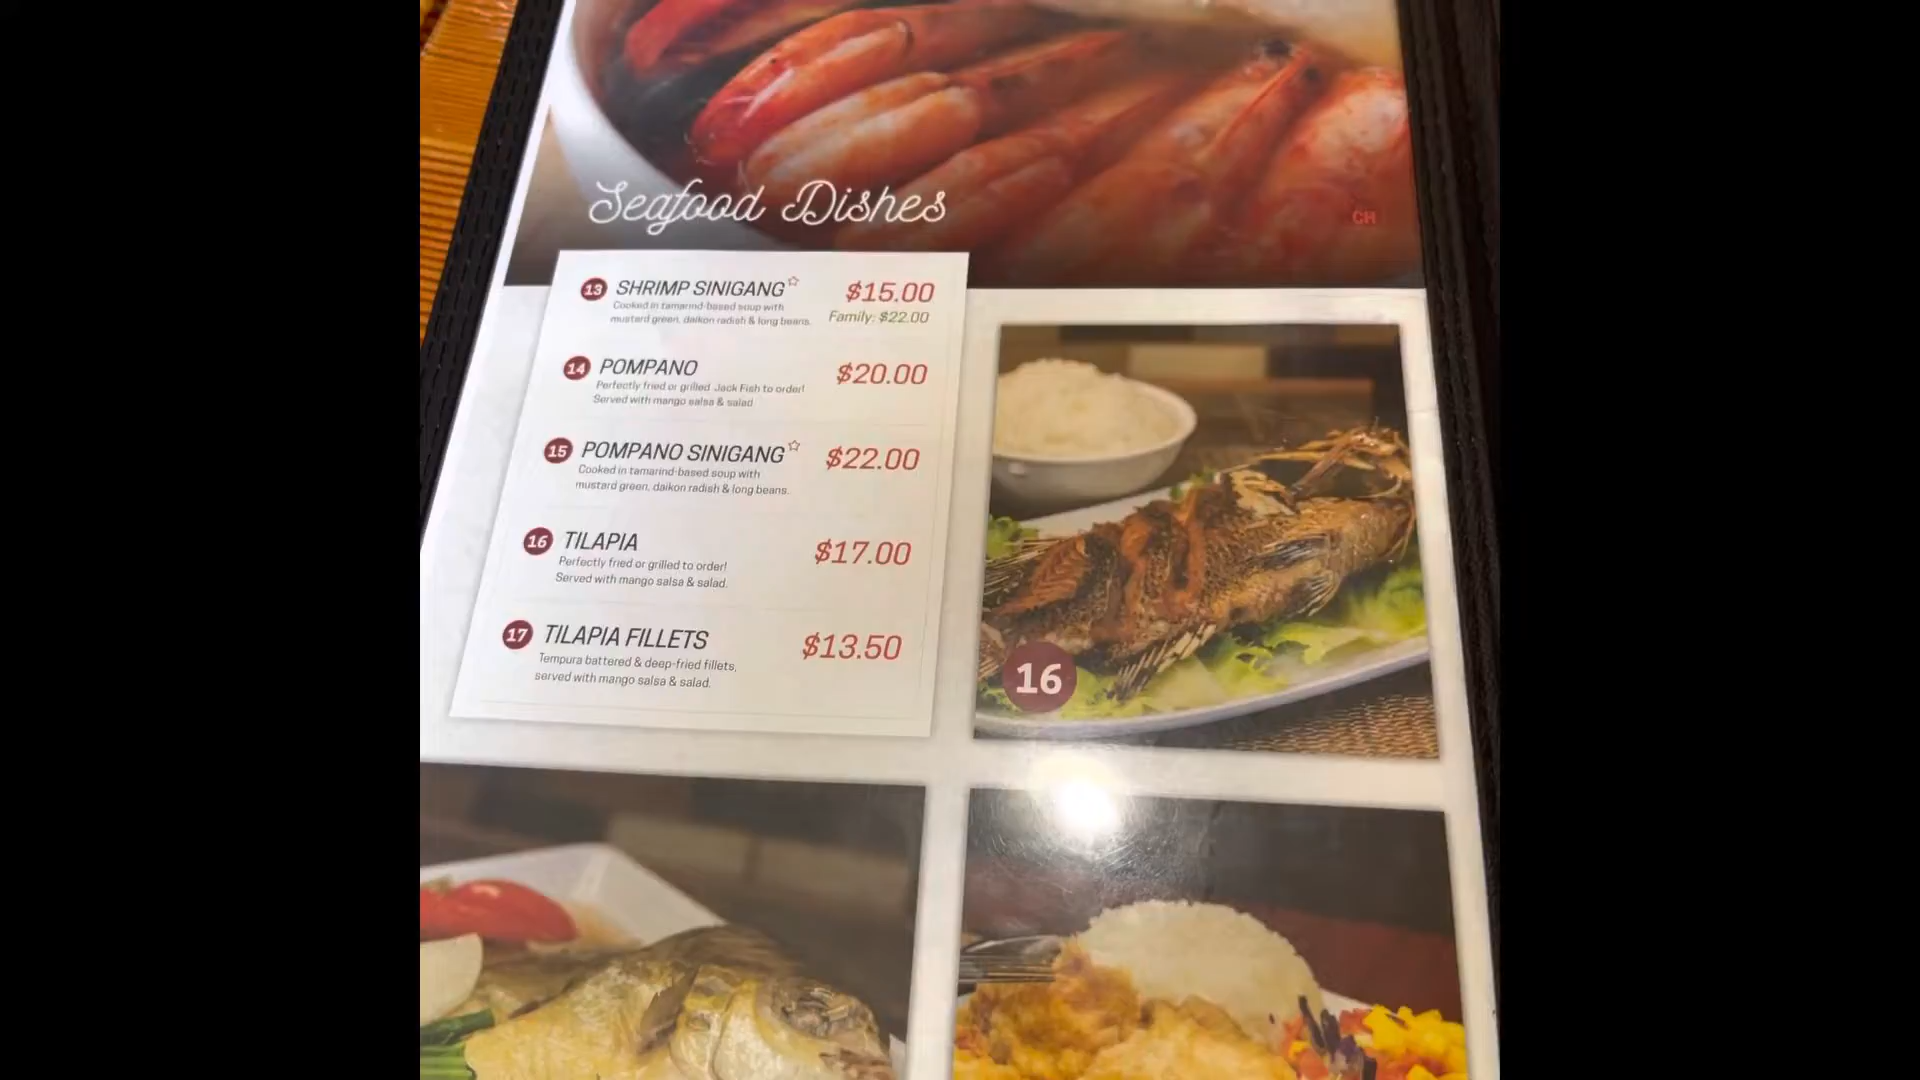 Seafood Dishes
CH
13 SHRIMP SINIGANG☆ $15.00
Cooked in tamarind-based soup with
mustard green, daikon radish & long beans.
Family: $22.00
14 POMPANO $20.00
Perfectly fried or grilled Jack Fish to order!
Served with mango salsa & salad
15 POMPANO SINIGANG☆ $22.00
Cooked in tamarind-based soup with
mustard green, daikon radish & long beans.
16 TILAPIA $17.00
Perfectly fried or grilled to order!
Served with mango salsa & salad.
17 TILAPIA FILLETS $13.50
Tempura battered & deep-fried fillets,
served with mango salsa & salad.
16